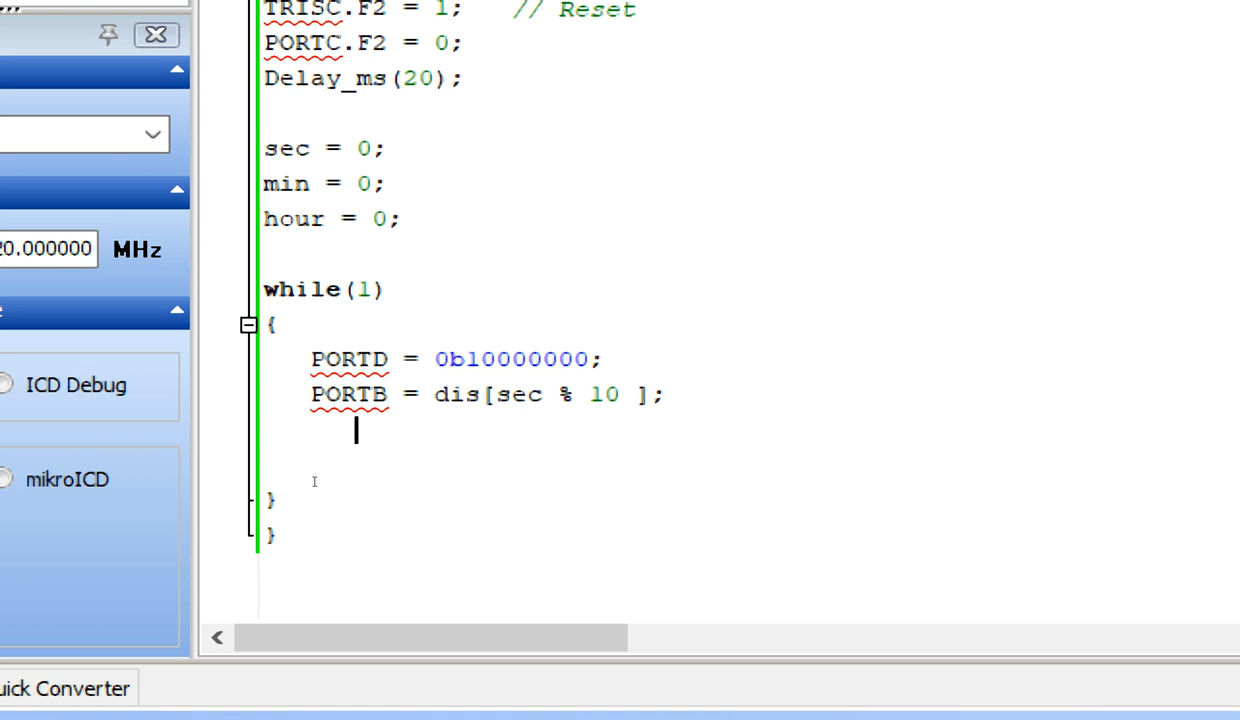 TRISC.F2 = 1;   // Reset
PORTC.F2 = 0;
Delay_ms(20);
sec = 0;
min = 0;
hour = 0;
while(1)
{
PORTD = 0b10000000;
PORTB = dis[sec % 10 ];
}
}
20.000000 MHz
ICD Debug
mikroICD
uick Converter